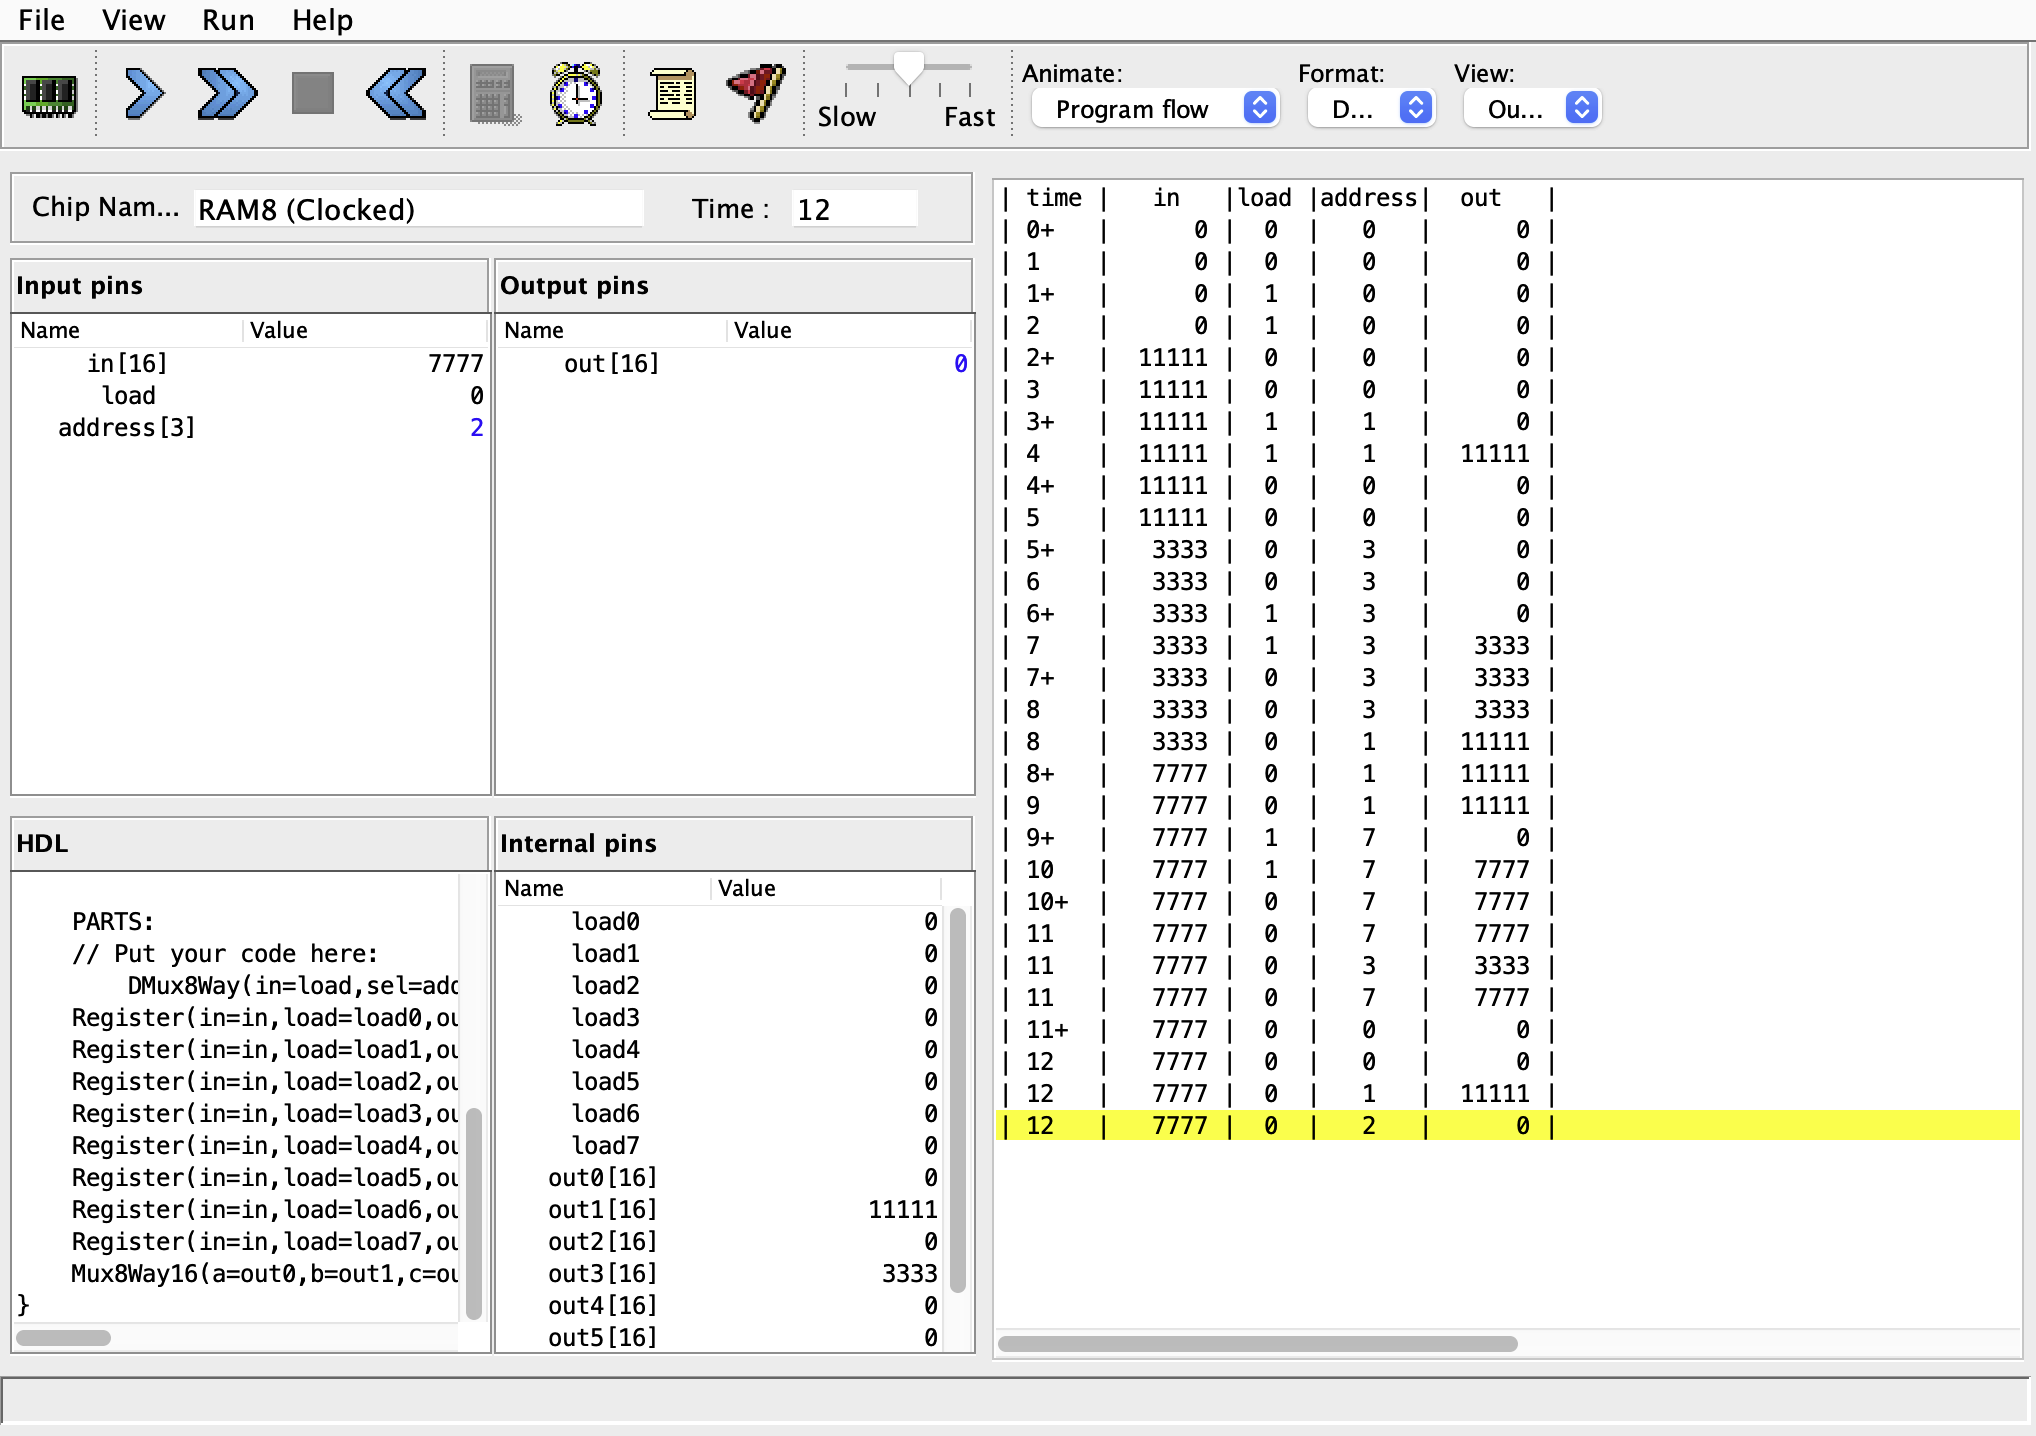 File View Run Help
Slow Fast
Animate: Format: View:
Program flow D... Ou...
Chip Nam... RAM8 (Clocked) Time : 12
Input pins
Name Value
in[16] 7777
load 0
address[3] 2
Output pins
Name Value
out[16] 0
HDL
PARTS:
// Put your code here:
DMux8Way(in=load,sel=add
Register(in=in,load=load0,ou
Register(in=in,load=load1,ou
Register(in=in,load=load2,ou
Register(in=in,load=load3,ou
Register(in=in,load=load4,ou
Register(in=in,load=load5,ou
Register(in=in,load=load6,ou
Register(in=in,load=load7,ou
Mux8Way16(a=out0,b=out1,c=ou
}
Internal pins
Name Value
load0 0
load1 0
load2 0
load3 0
load4 0
load5 0
load6 0
load7 0
out0[16] 0
out1[16] 11111
out2[16] 0
out3[16] 3333
out4[16] 0
out5[16] 0
| time | in |load |address| out |
| 0+ | 0 | 0 | 0 | 0 |
| 1 | 0 | 0 | 0 | 0 |
| 1+ | 0 | 1 | 0 | 0 |
| 2 | 0 | 1 | 0 | 0 |
| 2+ | 11111 | 0 | 0 | 0 |
| 3 | 11111 | 0 | 0 | 0 |
| 3+ | 11111 | 1 | 1 | 0 |
| 4 | 11111 | 1 | 1 | 11111 |
| 4+ | 11111 | 0 | 0 | 0 |
| 5 | 11111 | 0 | 0 | 0 |
| 5+ | 3333 | 0 | 3 | 0 |
| 6 | 3333 | 0 | 3 | 0 |
| 6+ | 3333 | 1 | 3 | 0 |
| 7 | 3333 | 1 | 3 | 3333 |
| 7+ | 3333 | 0 | 3 | 3333 |
| 8 | 3333 | 0 | 3 | 3333 |
| 8 | 3333 | 0 | 1 | 11111 |
| 8+ | 7777 | 0 | 1 | 11111 |
| 9 | 7777 | 0 | 1 | 11111 |
| 9+ | 7777 | 1 | 7 | 0 |
| 10 | 7777 | 1 | 7 | 7777 |
| 10+ | 7777 | 0 | 7 | 7777 |
| 11 | 7777 | 0 | 7 | 7777 |
| 11 | 7777 | 0 | 3 | 3333 |
| 11 | 7777 | 0 | 7 | 7777 |
| 11+ | 7777 | 0 | 0 | 0 |
| 12 | 7777 | 0 | 0 | 0 |
| 12 | 7777 | 0 | 1 | 11111 |
| 12 | 7777 | 0 | 2 | 0 |